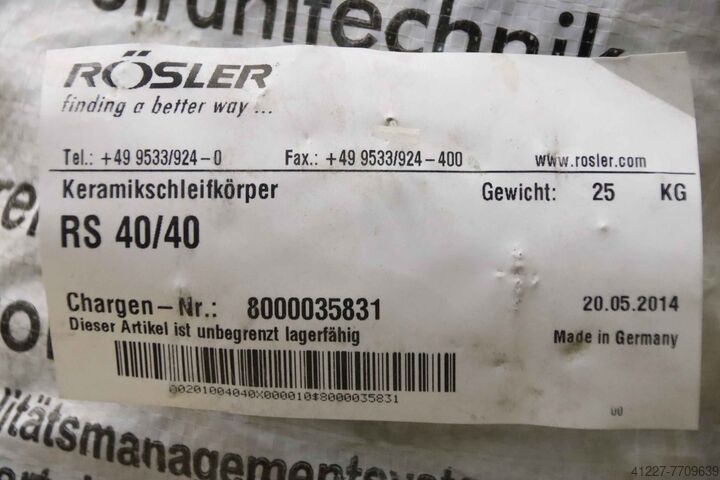 RÖSLER
finding a better way ...
Tel.: +49 9533/924-0 Fax.: +49 9533/924-400 www.rosler.com
Keramikschleifkörper Gewicht: 25 KG
RS 40/40
Chargen-Nr.: 8000035831 20.05.2014
Dieser Artikel ist unbegrenzt lagerfähig Made in Germany
00201004040X000010$8000035831
00
41227-7709639